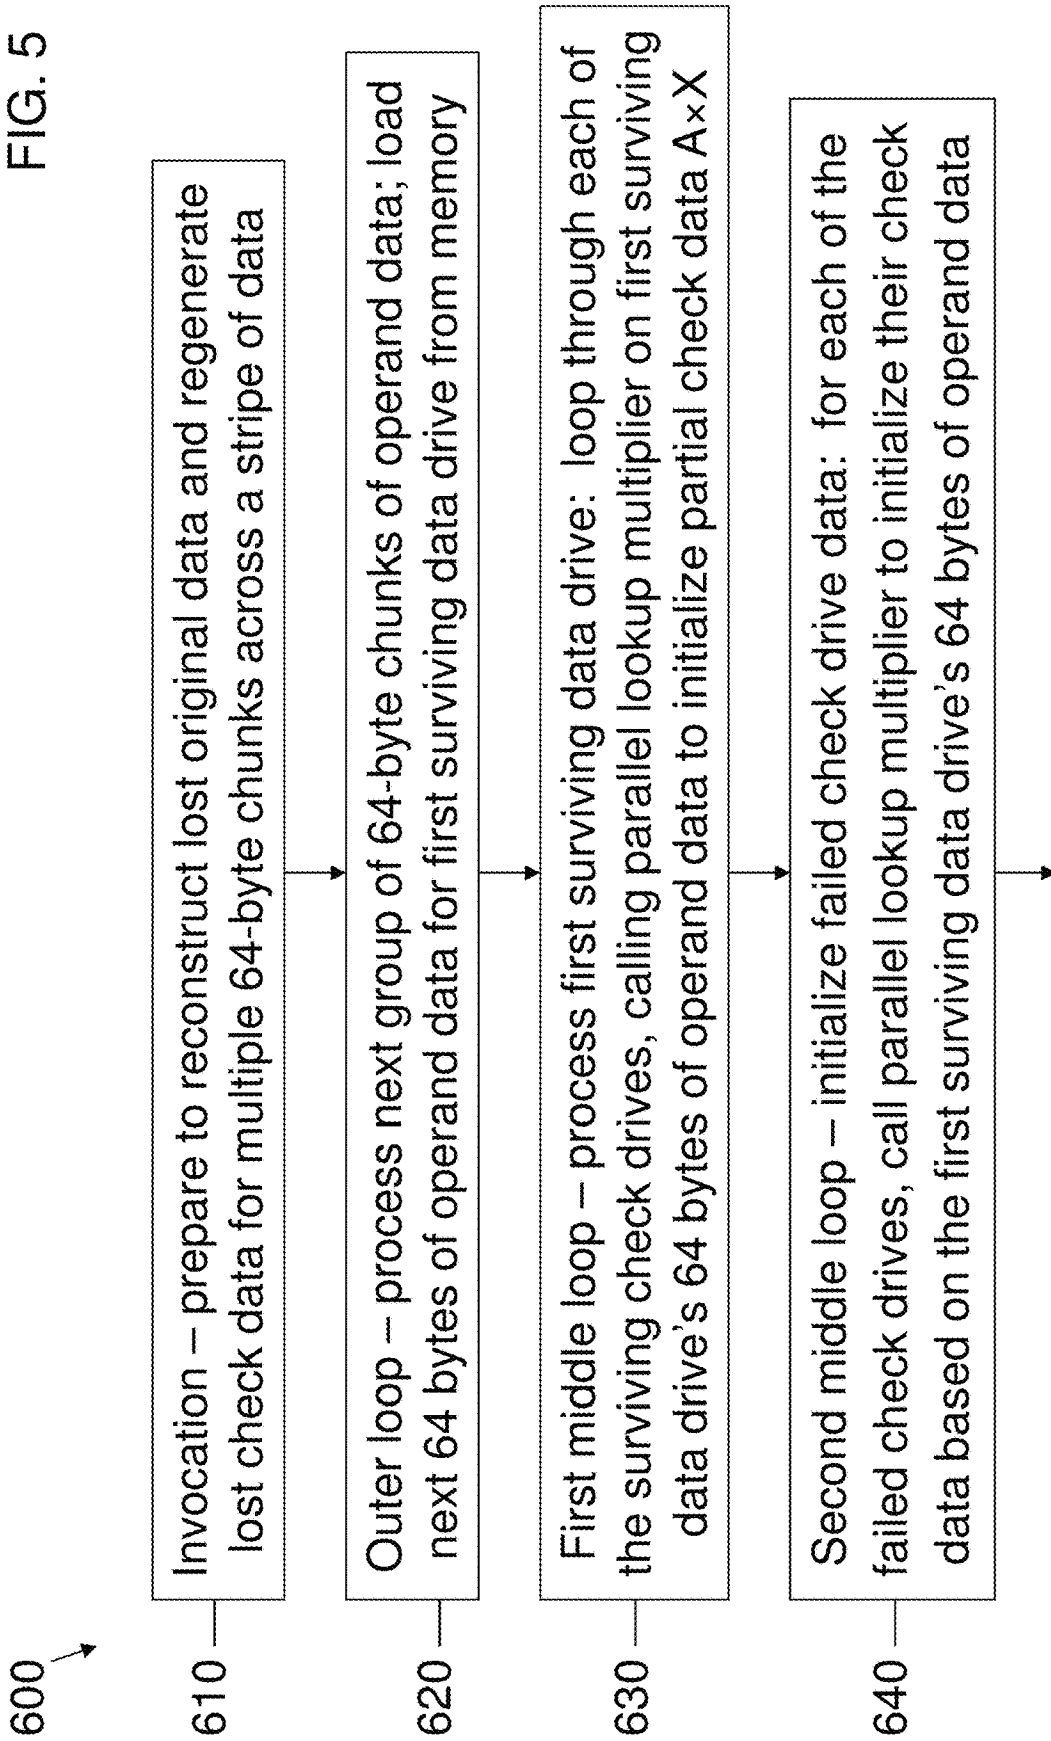 FIG. 5
600
610
Invocation – prepare to reconstruct lost original data and regenerate
lost check data for multiple 64-byte chunks across a stripe of data
620
Outer loop – process next group of 64-byte chunks of operand data; load
next 64 bytes of operand data for first surviving data drive from memory
630
First middle loop – process first surviving data drive: loop through each of
the surviving check drives, calling parallel lookup multiplier on first surviving
data drive's 64 bytes of operand data to initialize partial check data A×X
640
Second middle loop – initialize failed check drive data: for each of the
failed check drives, call parallel lookup multiplier to initialize their check
data based on the first surviving data drive's 64 bytes of operand data